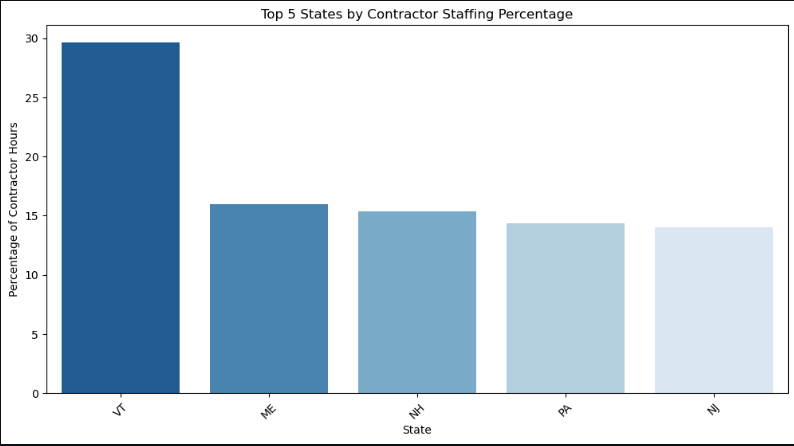 Top 5 States by Contractor Staffing Percentage
Percentage of Contractor Hours
30
25
20
15
10
5
0
VT
ME
NH
PA
NJ
State